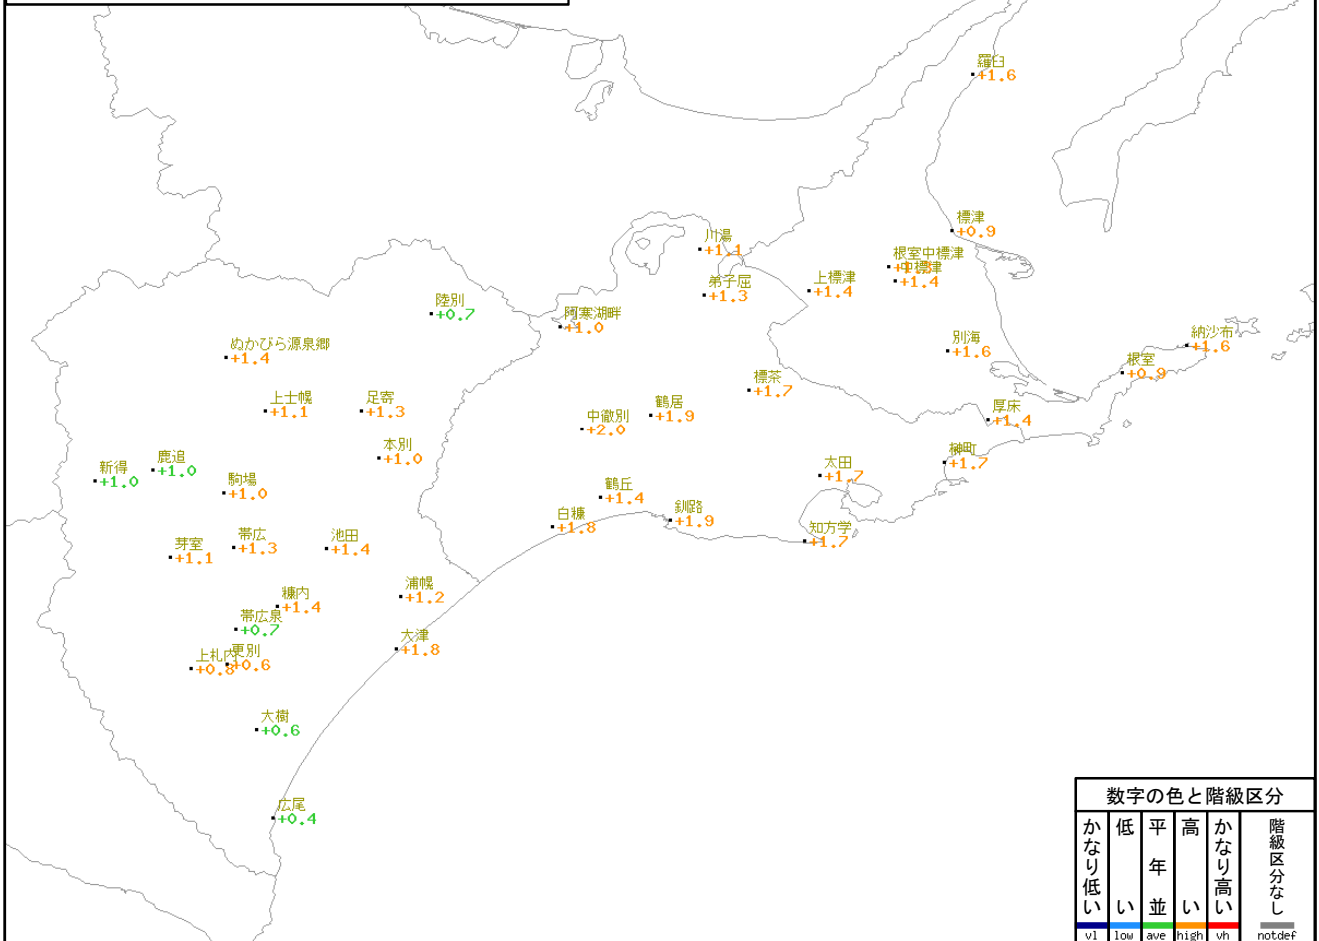 羅臼
+1.6
標津
+0.9
川湯
+1.1
根室中標津
中標津
+1.4
弟子屈
+1.3
上標津
+1.4
陸別
+0.7
阿寒湖畔
+1.0
ぬかびら源泉郷
+1.4
別海
+1.6
納沙布
+1.6
根室
+0.9
標茶
+1.7
上士幌
+1.1
足寄
+1.3
鶴居
+1.9
中徹別
+2.0
厚床
+1.4
本別
+1.0
榊町
+1.7
鹿追
+1.0
新得
+1.0
太田
+1.7
駒場
+1.0
鶴丘
+1.4
白糠
+1.8
釧路
+1.9
知方学
+1.7
帯広
+1.3
池田
+1.4
芽室
+1.1
浦幌
+1.2
糠内
+1.4
帯広泉
+0.7
大津
+1.8
上札内
+0.8
更別
+0.6
大樹
+0.6
広尾
+0.4
数字の色と階級区分
かなり低い
低い
平年並
高い
かなり高い
階級区分なし
vl low ave high vh notdef